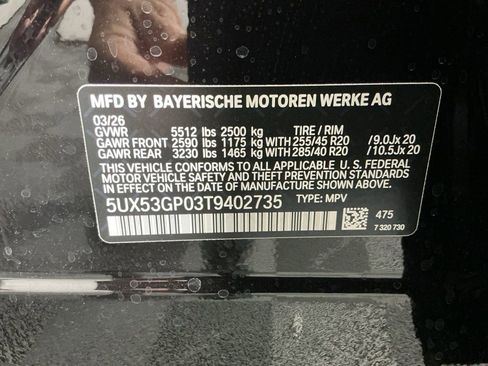 MFD BY BAYERISCHE MOTOREN WERKE AG
03/26
GVWR 5512 lbs 2500 kg TIRE / RIM
GAWR FRONT 2590 lbs 1175 kg WITH 255/45 R20 /9.0Jx 20
GAWR REAR 3230 lbs 1465 kg WITH 285/40 R20 /10.5Jx 20
THIS VEHICLE CONFORMS TO ALL APPLICABLE U.S. FEDERAL
MOTOR VEHICLE SAFETY AND THEFT PREVENTION STANDARDS
IN EFFECT ON THE DATE OF MANUFACTURE SHOWN ABOVE.
5UX53GP03T9402735 TYPE: MPV
475
7 320 730